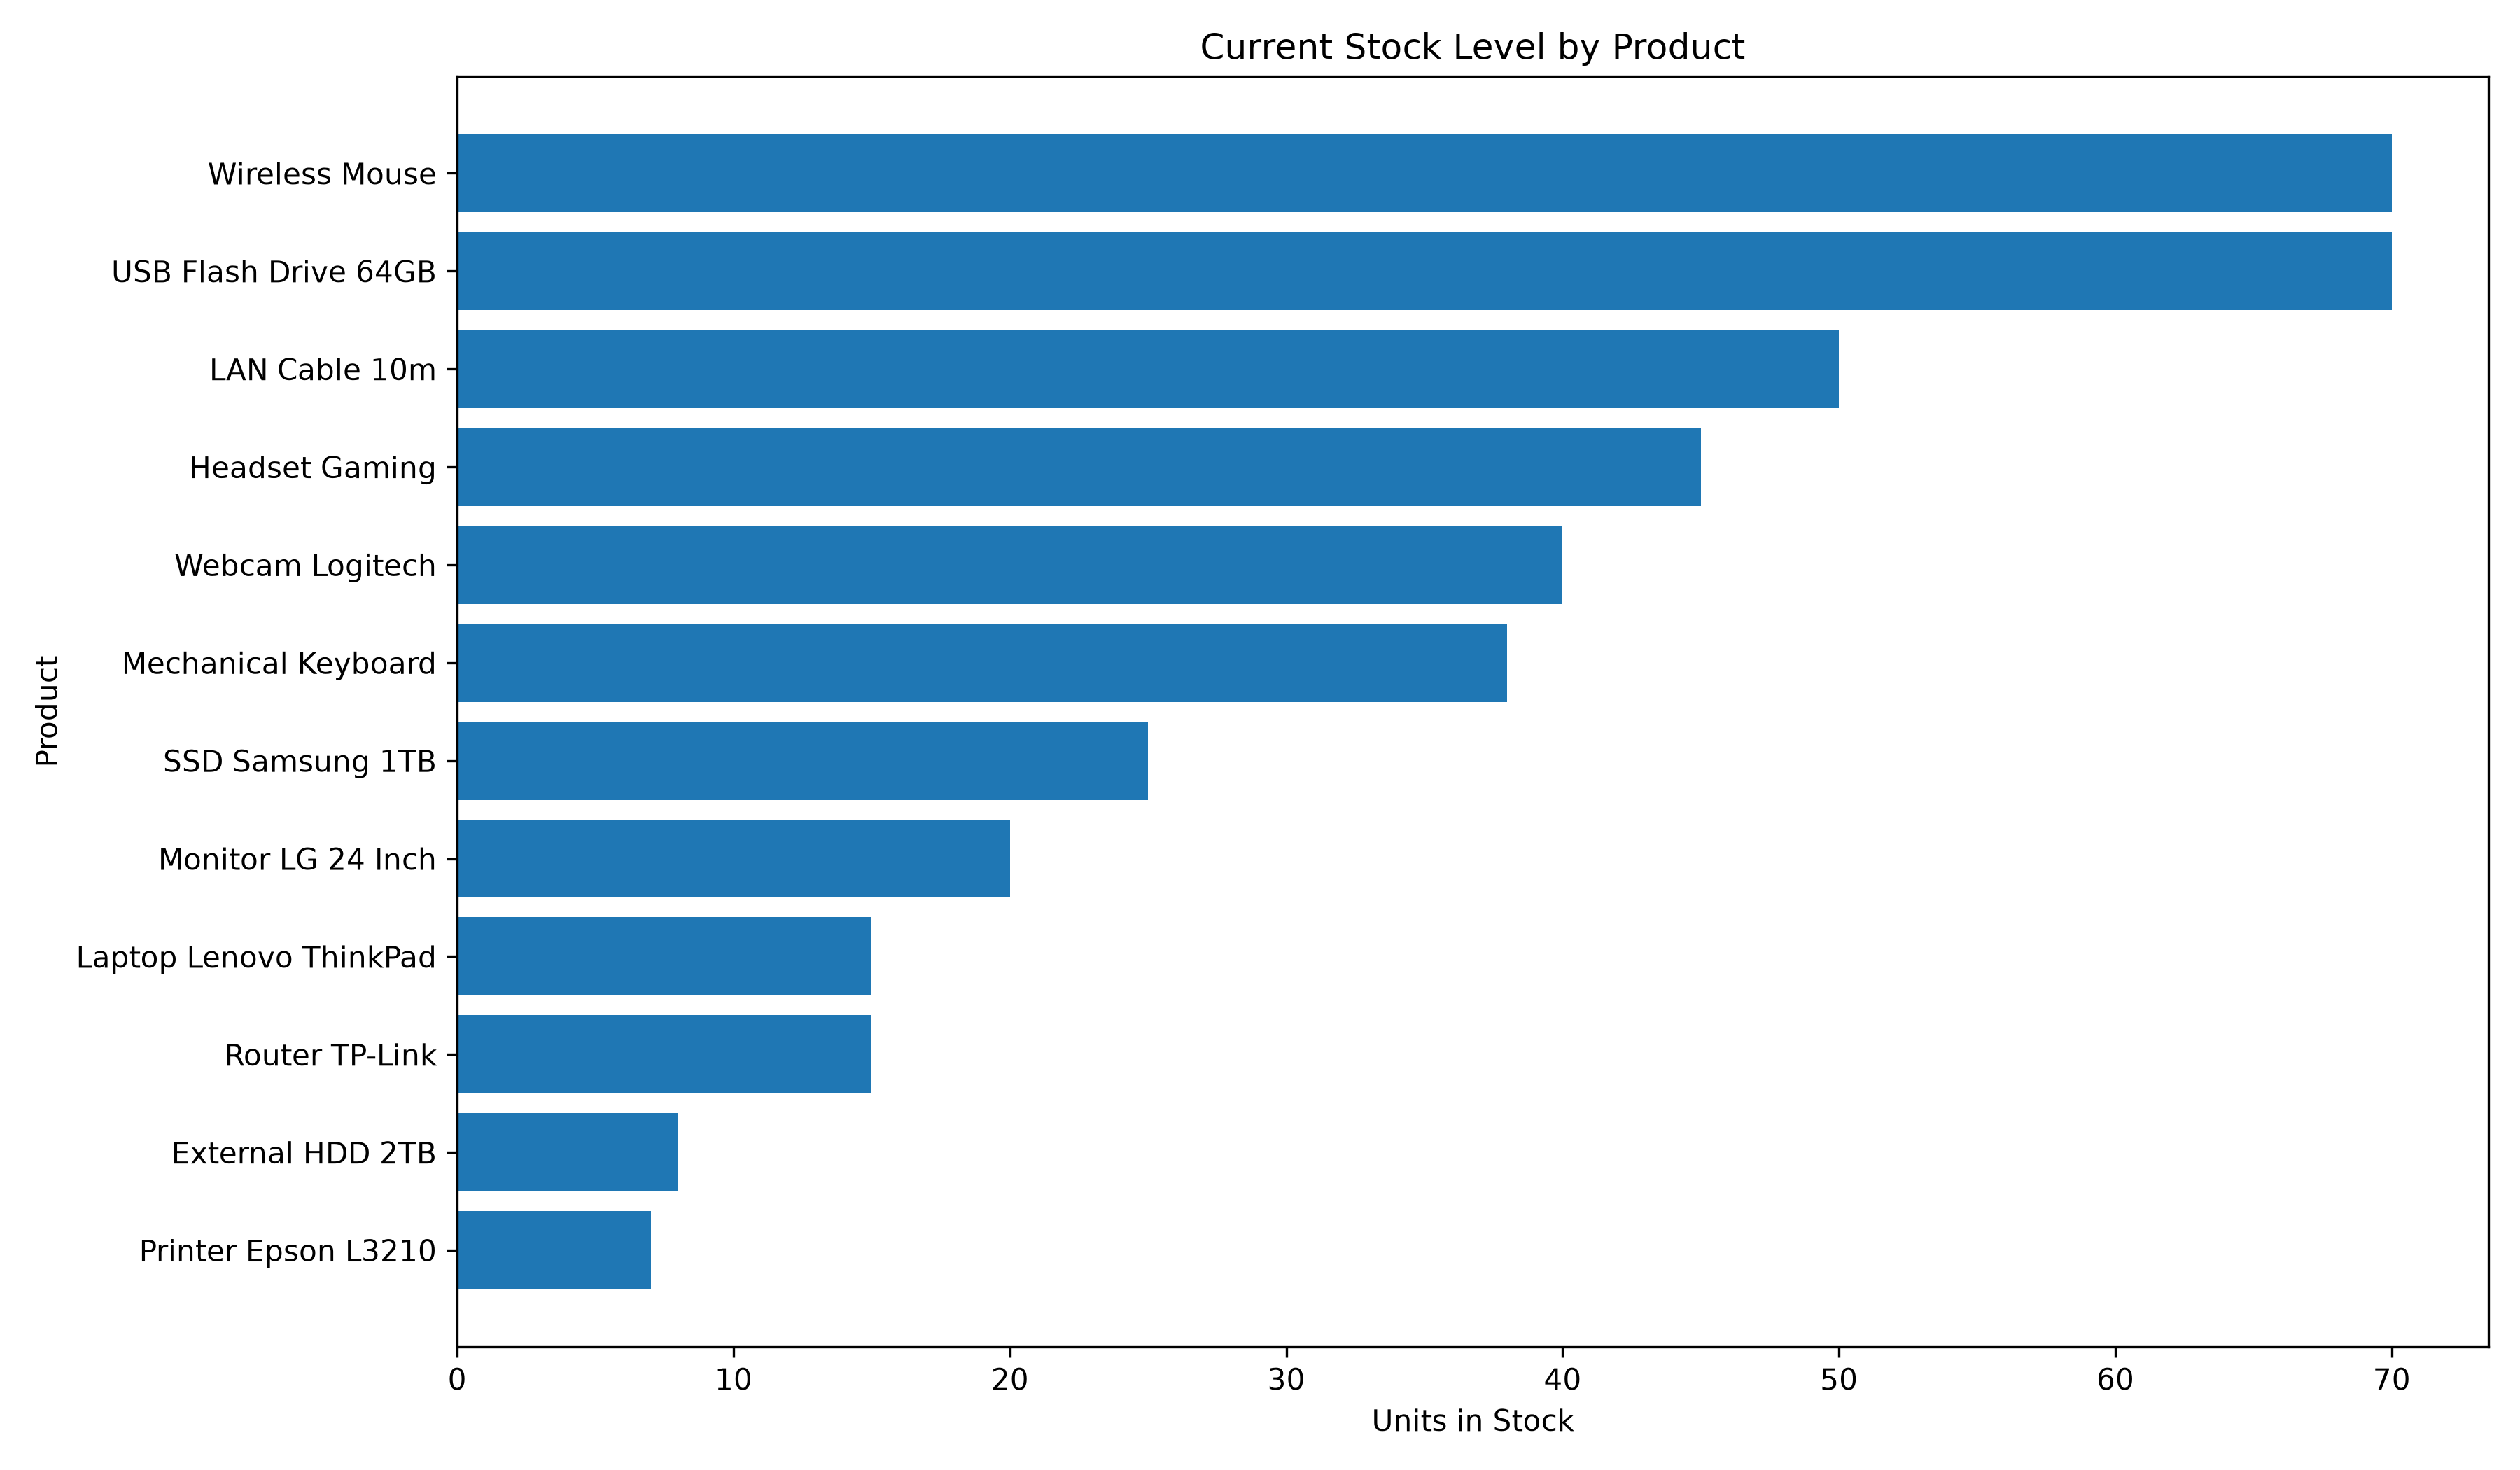 Current Stock Level by Product
Product
Wireless Mouse
USB Flash Drive 64GB
LAN Cable 10m
Headset Gaming
Webcam Logitech
Mechanical Keyboard
SSD Samsung 1TB
Monitor LG 24 Inch
Laptop Lenovo ThinkPad
Router TP-Link
External HDD 2TB
Printer Epson L3210
0 10 20 30 40 50 60 70
Units in Stock